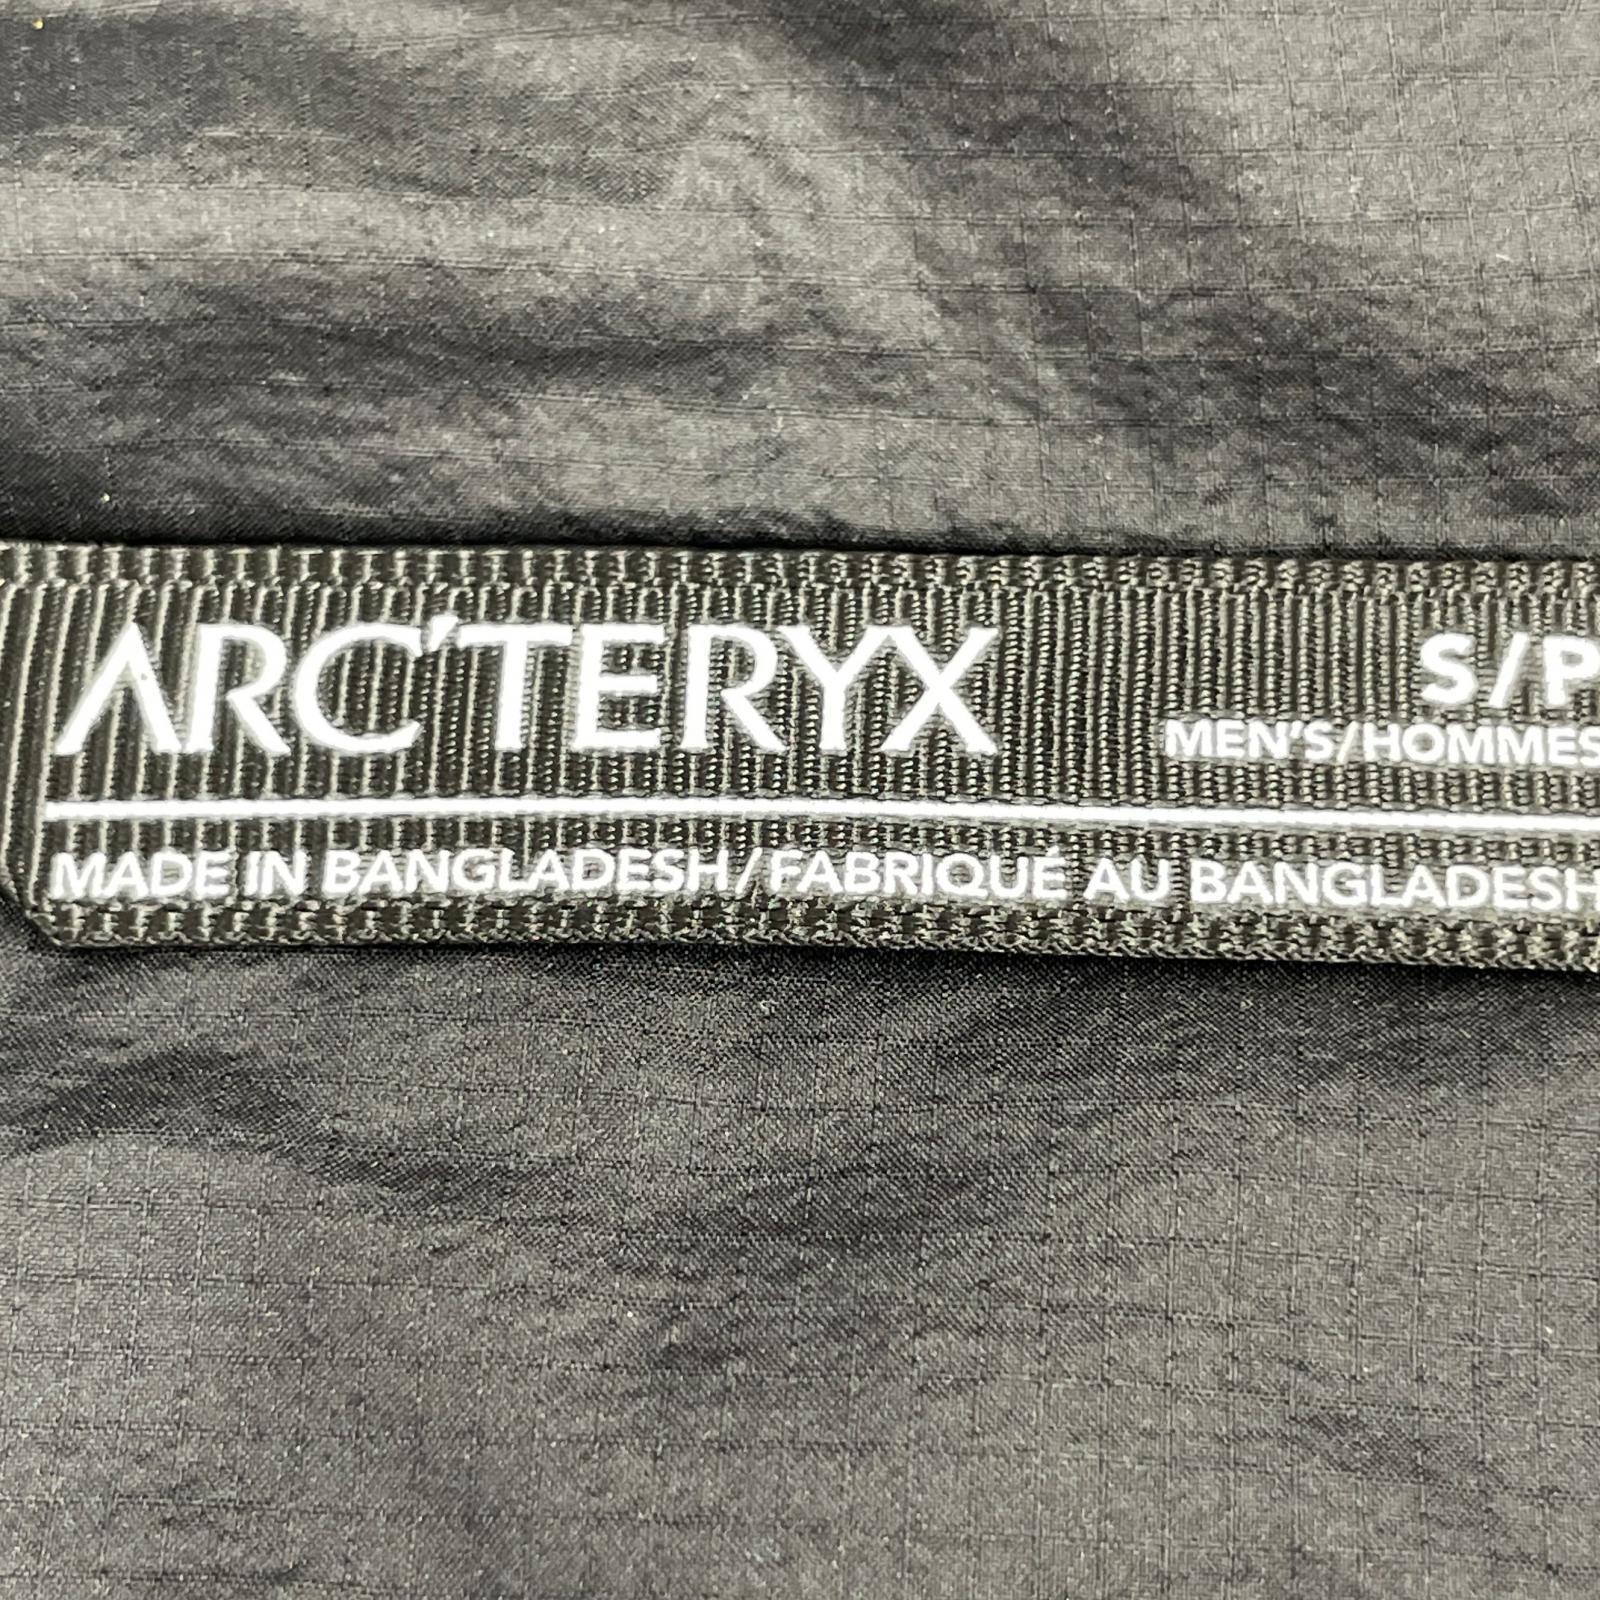 ARC'TERYX
S/P
MEN'S/HOMMES
MADE IN BANGLADESH/FABRIQUÉ AU BANGLADESH